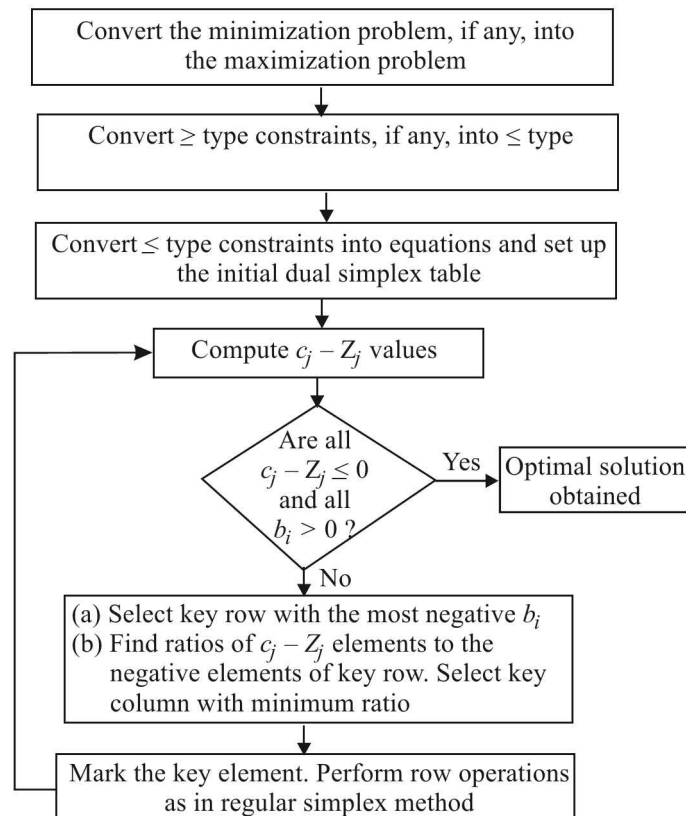 Convert the minimization problem, if any, into
the maximization problem
Convert ≥ type constraints, if any, into ≤ type
Convert ≤ type constraints into equations and set up
the initial dual simplex table
Compute c_j – Z_j values
Are all
c_j – Z_j ≤ 0
and all
b_i > 0 ?
Yes
Optimal solution
obtained
No
(a) Select key row with the most negative b_i
(b) Find ratios of c_j – Z_j elements to the
negative elements of key row. Select key
column with minimum ratio
Mark the key element. Perform row operations
as in regular simplex method